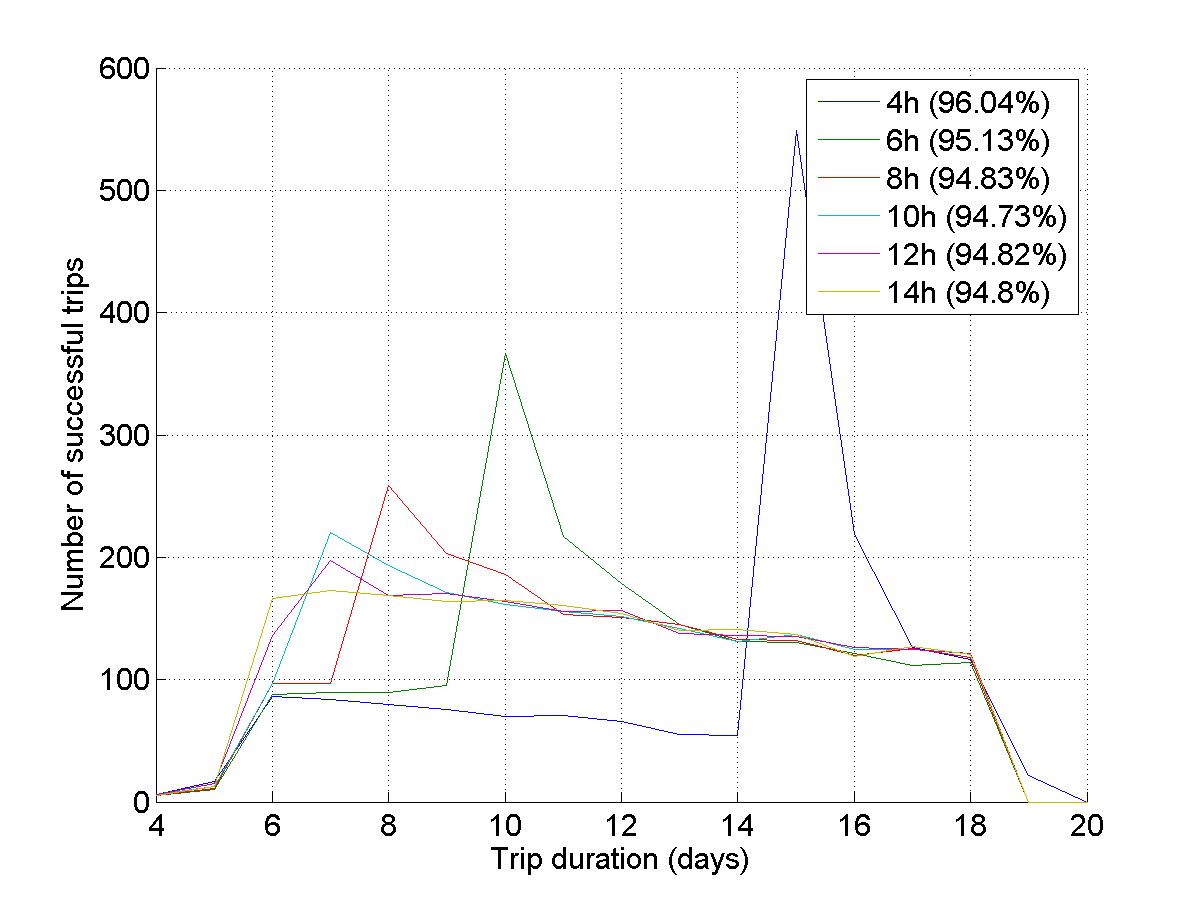 600
500
400
300
200
100
0
Number of successful trips
4h (96.04%)
6h (95.13%)
8h (94.83%)
10h (94.73%)
12h (94.82%)
14h (94.8%)
4 6 8 10 12 14 16 18 20
Trip duration (days)